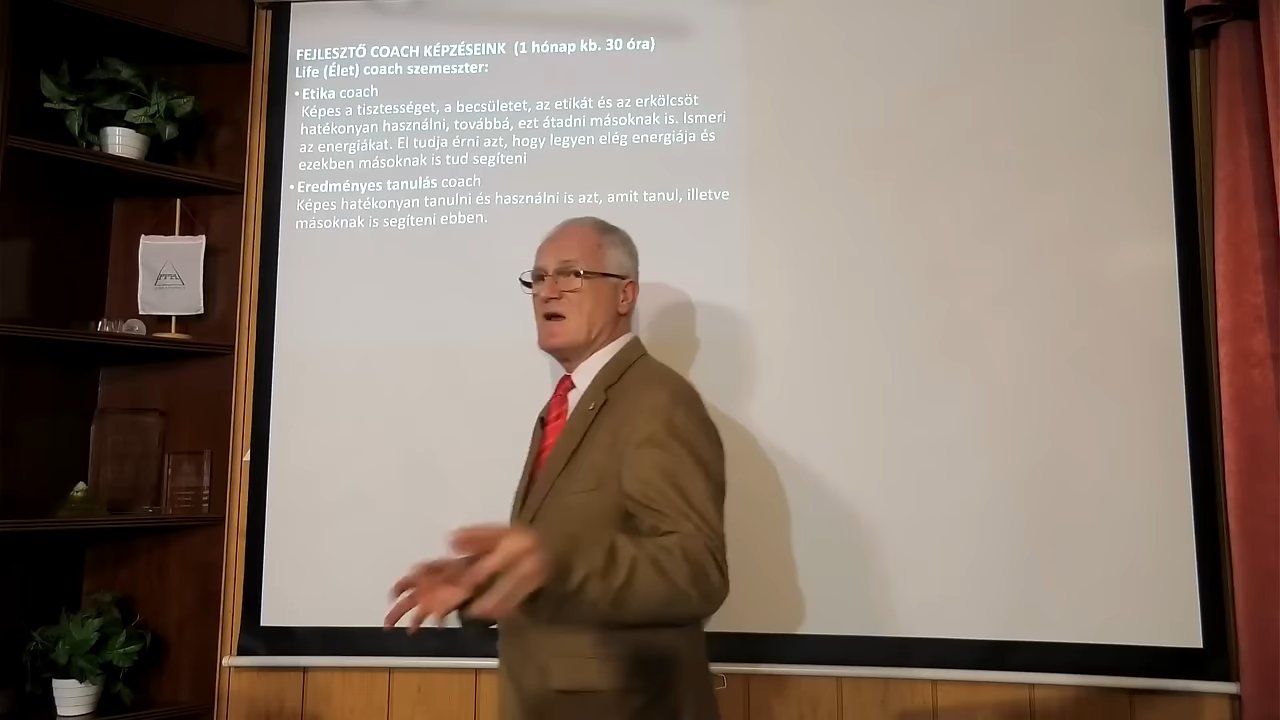 FEJLESZTŐ COACH KÉPZÉSEINK (1 hónap kb. 30 óra)
Life (Élet) coach szemeszter:
• Etika coach
Képes a tisztességet, a becsületet, az etikát és az erkölcsöt
hatékonyan használni, továbbá, ezt átadni másoknak is. Ismeri
az energiákat. El tudja érni azt, hogy legyen elég energiája és
ezekben másoknak is tud segíteni
• Eredményes tanulás coach
Képes hatékonyan tanulni és használni is azt, amit tanul, illetve
másoknak is segíteni ebben.